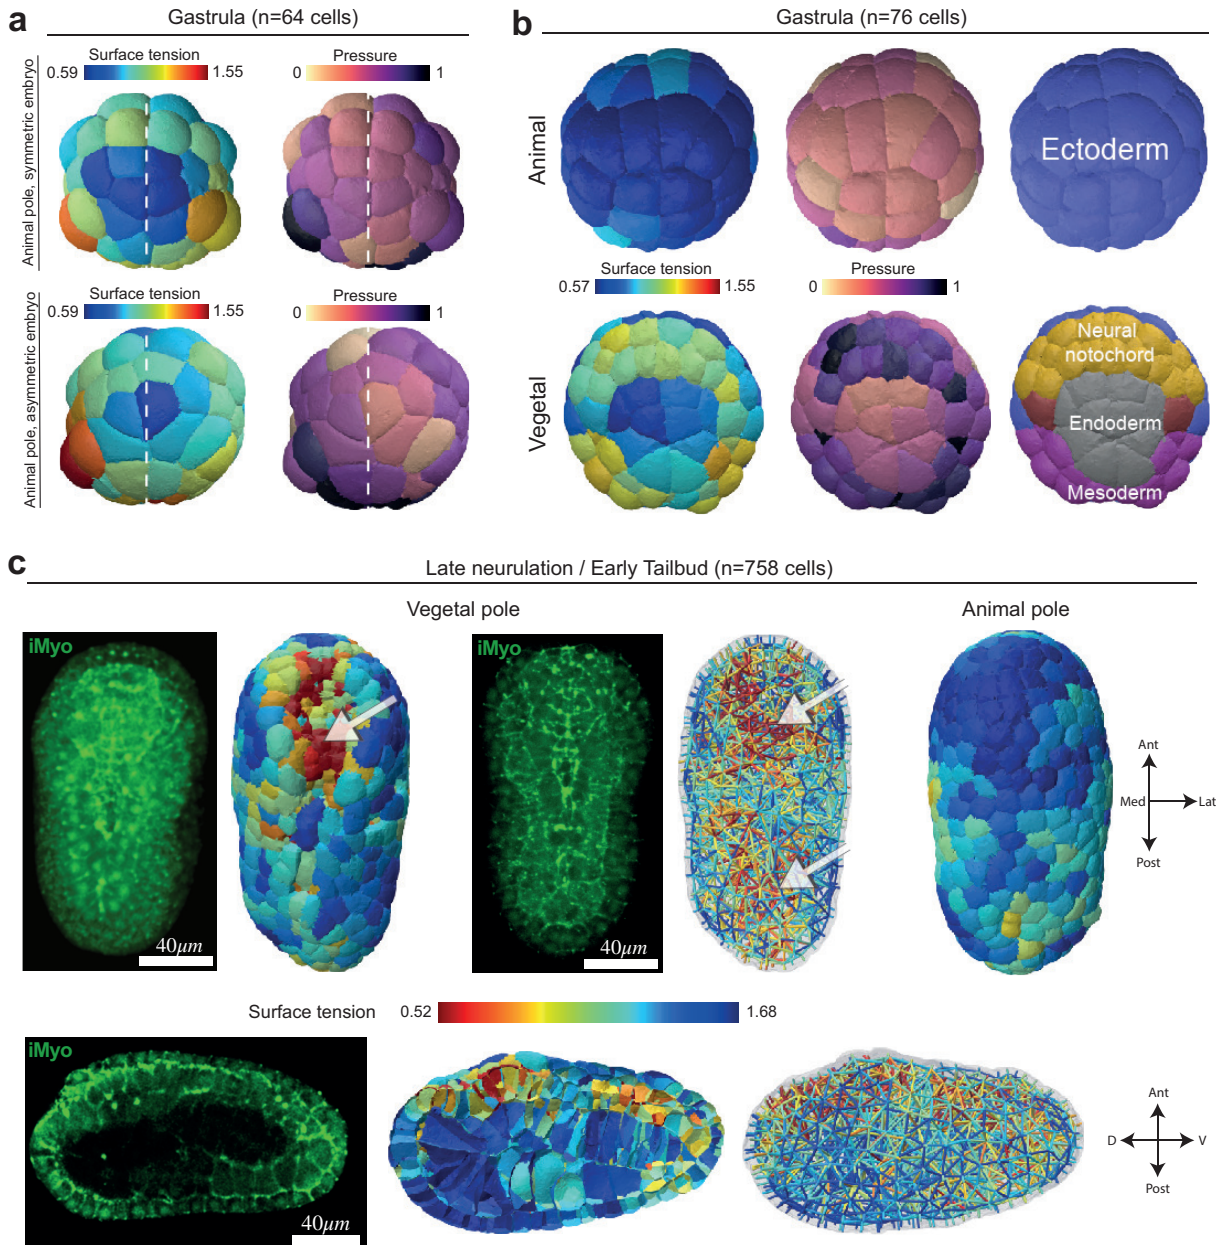 a
Gastrula (n=64 cells)
Animal pole, symmetric embryo
Surface tension
0.59
1.55
Pressure
0
1
Animal pole, asymmetric embryo
Surface tension
0.59
1.55
Pressure
0
1
b
Gastrula (n=76 cells)
Animal
Ectoderm
Surface tension
0.57
1.55
Pressure
0
1
Vegetal
Neural
notochord
Endoderm
Mesoderm
c
Late neurulation / Early Tailbud (n=758 cells)
Vegetal pole
Animal pole
iMyo
40μm
iMyo
40μm
Ant
Med
Lat
Post
Surface tension
0.52
1.68
iMyo
40μm
Ant
D
V
Post